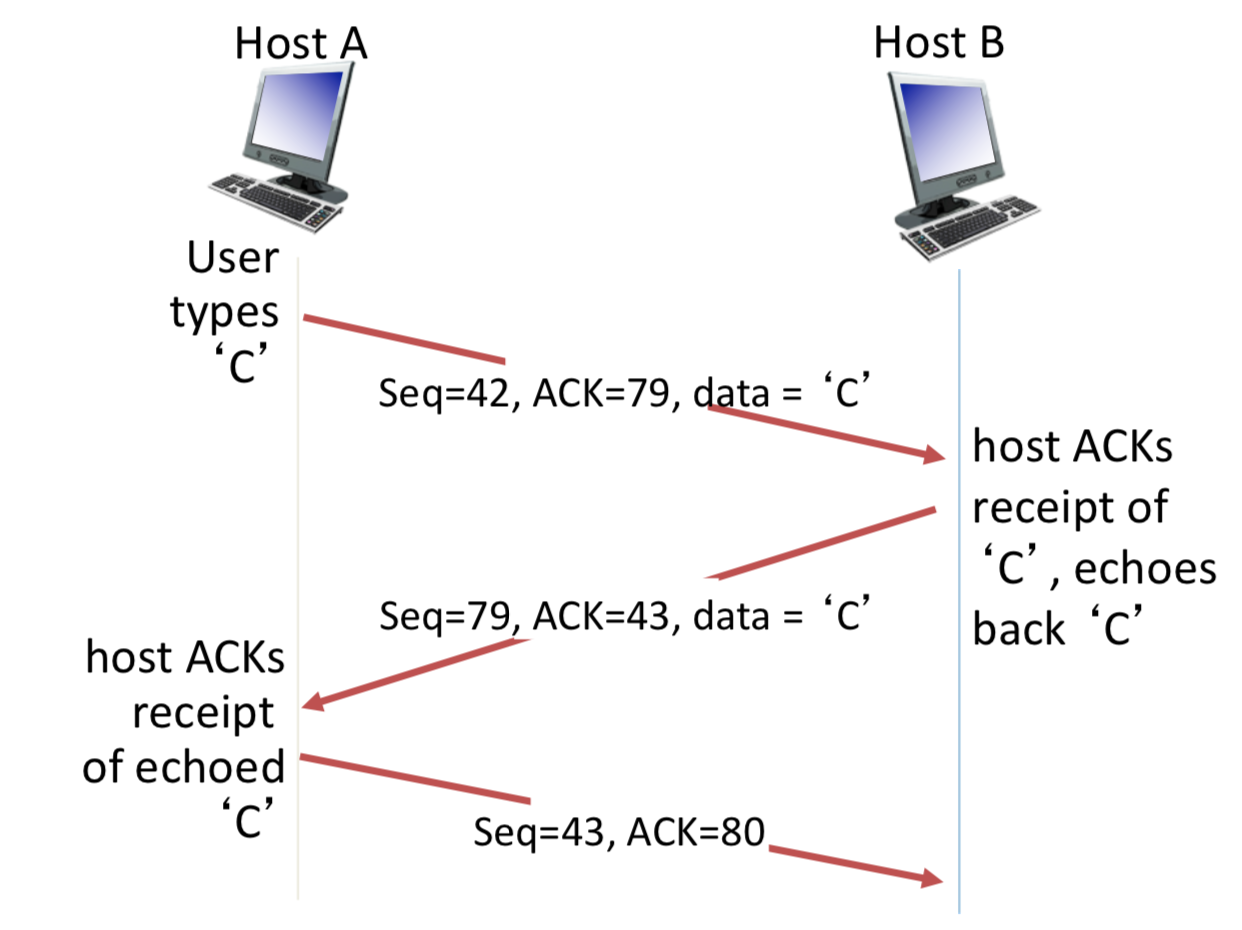 Host A
Host B
User
types
‘C’
Seq=42, ACK=79, data = ‘C’
host ACKs
receipt of
‘C’, echoes
back ‘C’
Seq=79, ACK=43, data = ‘C’
host ACKs
receipt
of echoed
‘C’
Seq=43, ACK=80